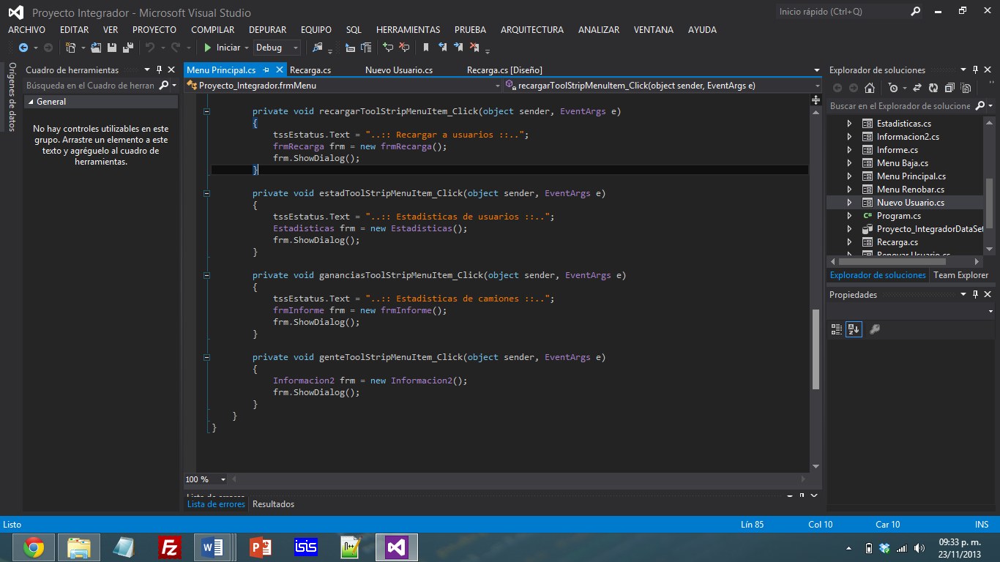 Proyecto Integrador - Microsoft Visual Studio
Inicio rápido (Ctrl+Q)
ARCHIVO EDITAR VER PROYECTO COMPILAR DEPURAR EQUIPO SQL HERRAMIENTAS PRUEBA ARQUITECTURA ANALIZAR VENTANA AYUDA
Iniciar Debug
Orígenes de datos
Cuadro de herramientas
Búsqueda en el Cuadro de herran
General
No hay controles utilizables en este
grupo. Arrastre un elemento a este
texto y agréguelo al cuadro de
herramientas.
Menu Principal.cs Recarga.cs Nuevo Usuario.cs Recarga.cs [Diseño]
Proyecto_Integrador.frmMenu recargarToolStripMenuItem_Click(object sender, EventArgs e)
private void recargarToolStripMenuItem_Click(object sender, EventArgs e)
{
tssEstatus.Text = "..:: Recargar a usuarios ::..";
frmRecarga frm = new frmRecarga();
frm.ShowDialog();
}
private void estadToolStripMenuItem_Click(object sender, EventArgs e)
{
tssEstatus.Text = "..:: Estadisticas de usuarios ::..";
Estadisticas frm = new Estadisticas();
frm.ShowDialog();
}
private void gananciasToolStripMenuItem_Click(object sender, EventArgs e)
{
tssEstatus.Text = "..:: Estadisticas de camiones ::..";
frmInforme frm = new frmInforme();
frm.ShowDialog();
}
private void genteToolStripMenuItem_Click(object sender, EventArgs e)
{
Informacion2 frm = new Informacion2();
frm.ShowDialog();
}
}
}
100 %
Lista de errores
Lista de errores Resultados
Explorador de soluciones
Buscar en el Explorador de solucione
Estadisticas.cs
Informacion2.cs
Informe.cs
Menu Baja.cs
Menu Principal.cs
Menu Renobar.cs
Nuevo Usuario.cs
C# Program.cs
Proyecto_IntegradorDataSet
Recarga.cs
Renovar Usuario.cs
Explorador de soluciones Team Explorer
Propiedades
Listo Lín 85 Col 10 Car 10 INS
Fz W P isis
09:33 p. m.
23/11/2013